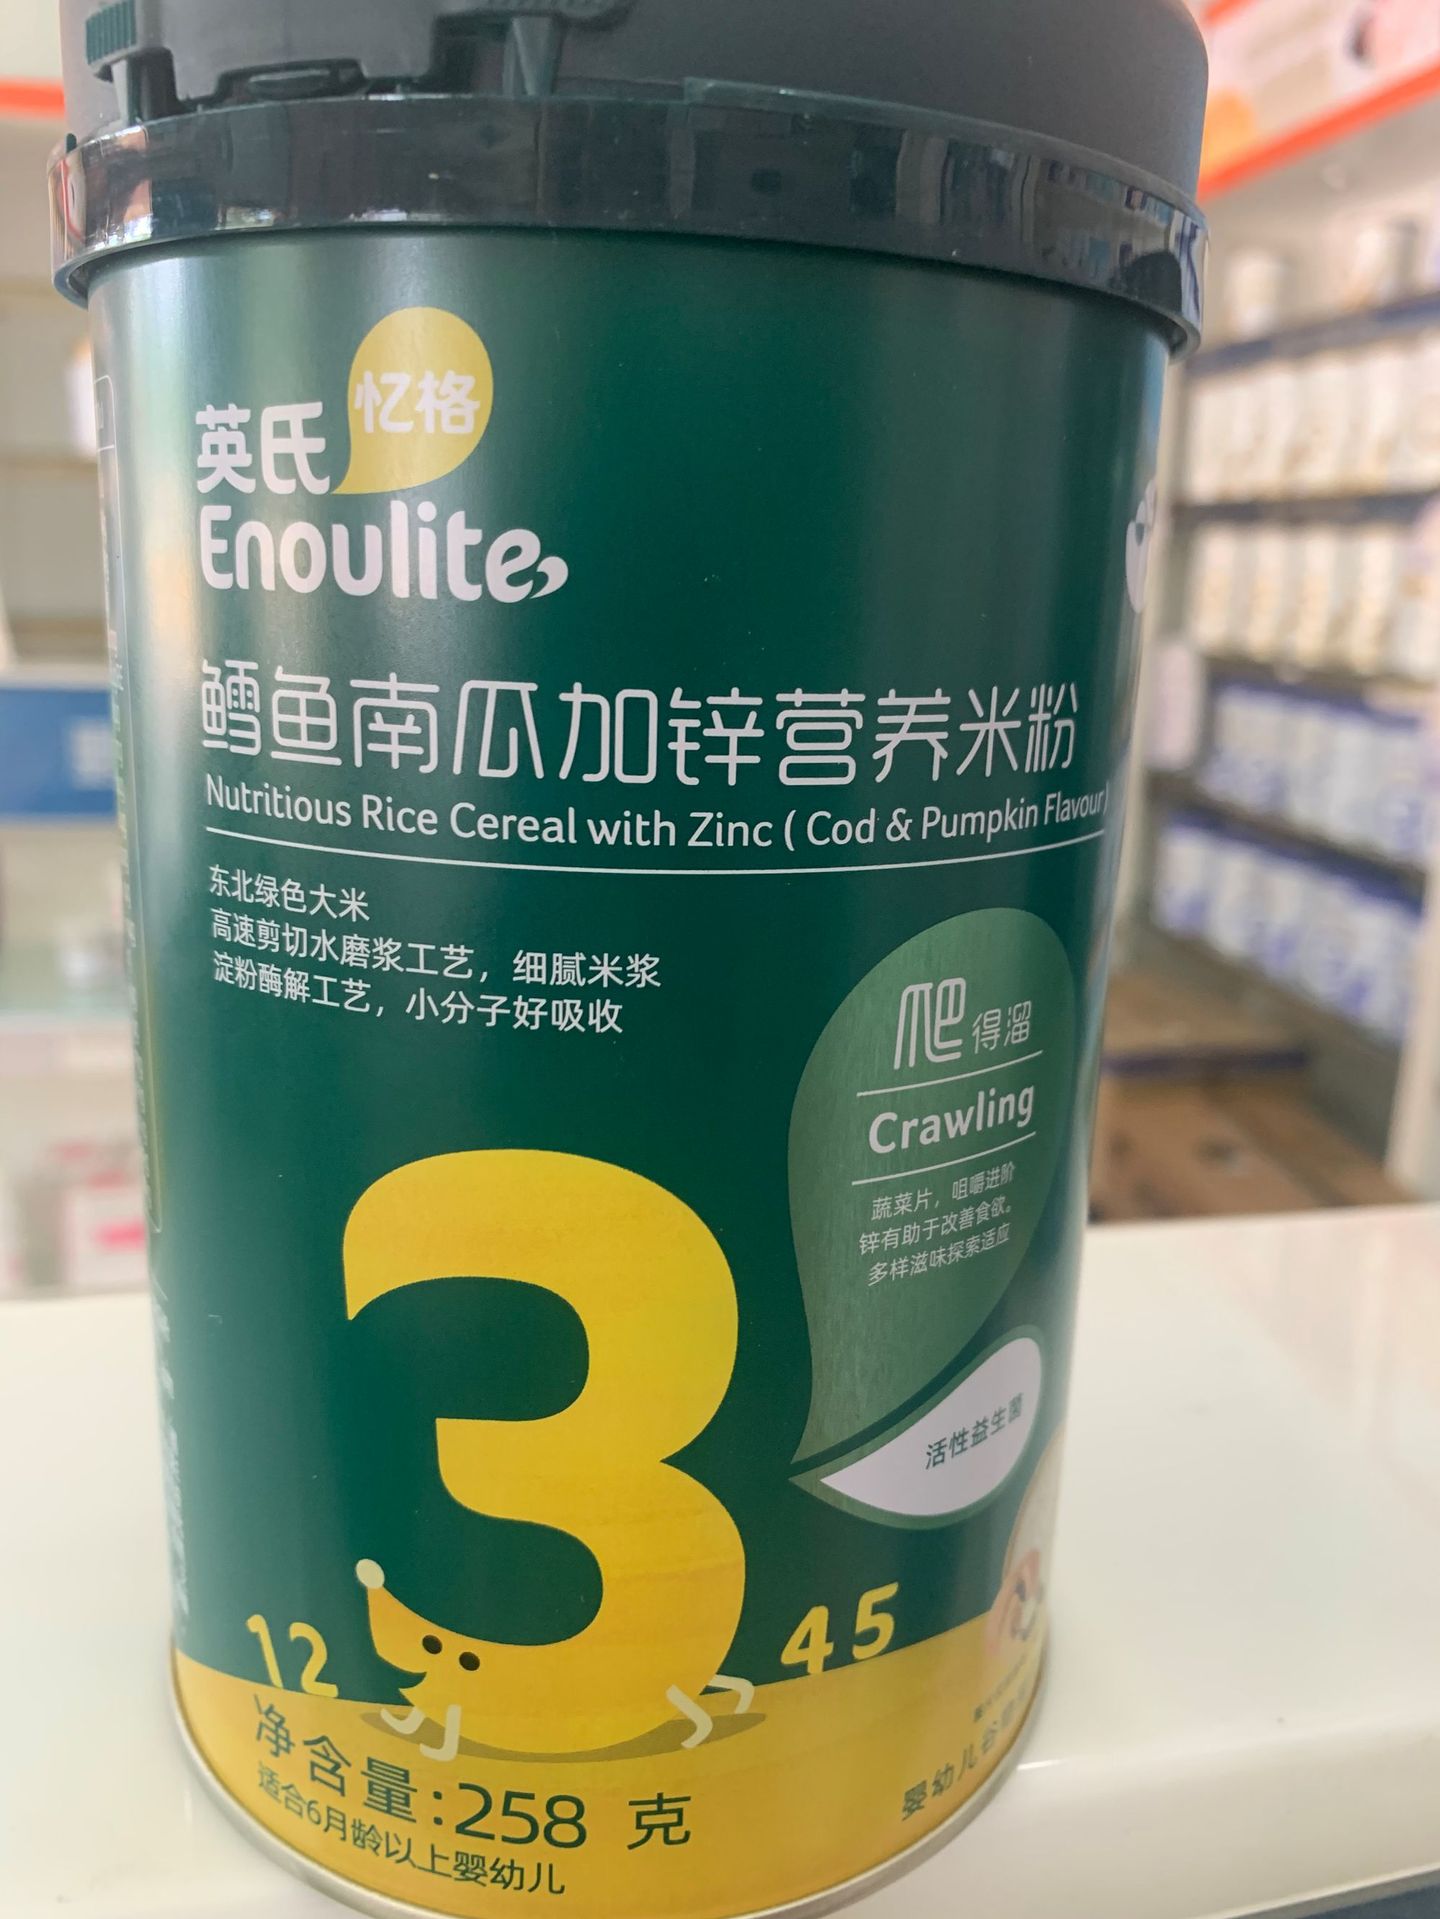 忆格
英氏
Enoulite
鳕鱼南瓜加锌营养米粉
Nutritious Rice Cereal with Zinc ( Cod & Pumpkin Flavour )
东北绿色大米
高速剪切水磨浆工艺，细腻米浆
淀粉酶解工艺，小分子好吸收
爬得溜
Crawling
蔬菜片，咀嚼进阶
锌有助于改善食欲。
多样滋味探索适应
活性益生菌
1 2 3 4 5
净含量:258 克
适合6月龄以上婴幼儿
婴幼儿谷